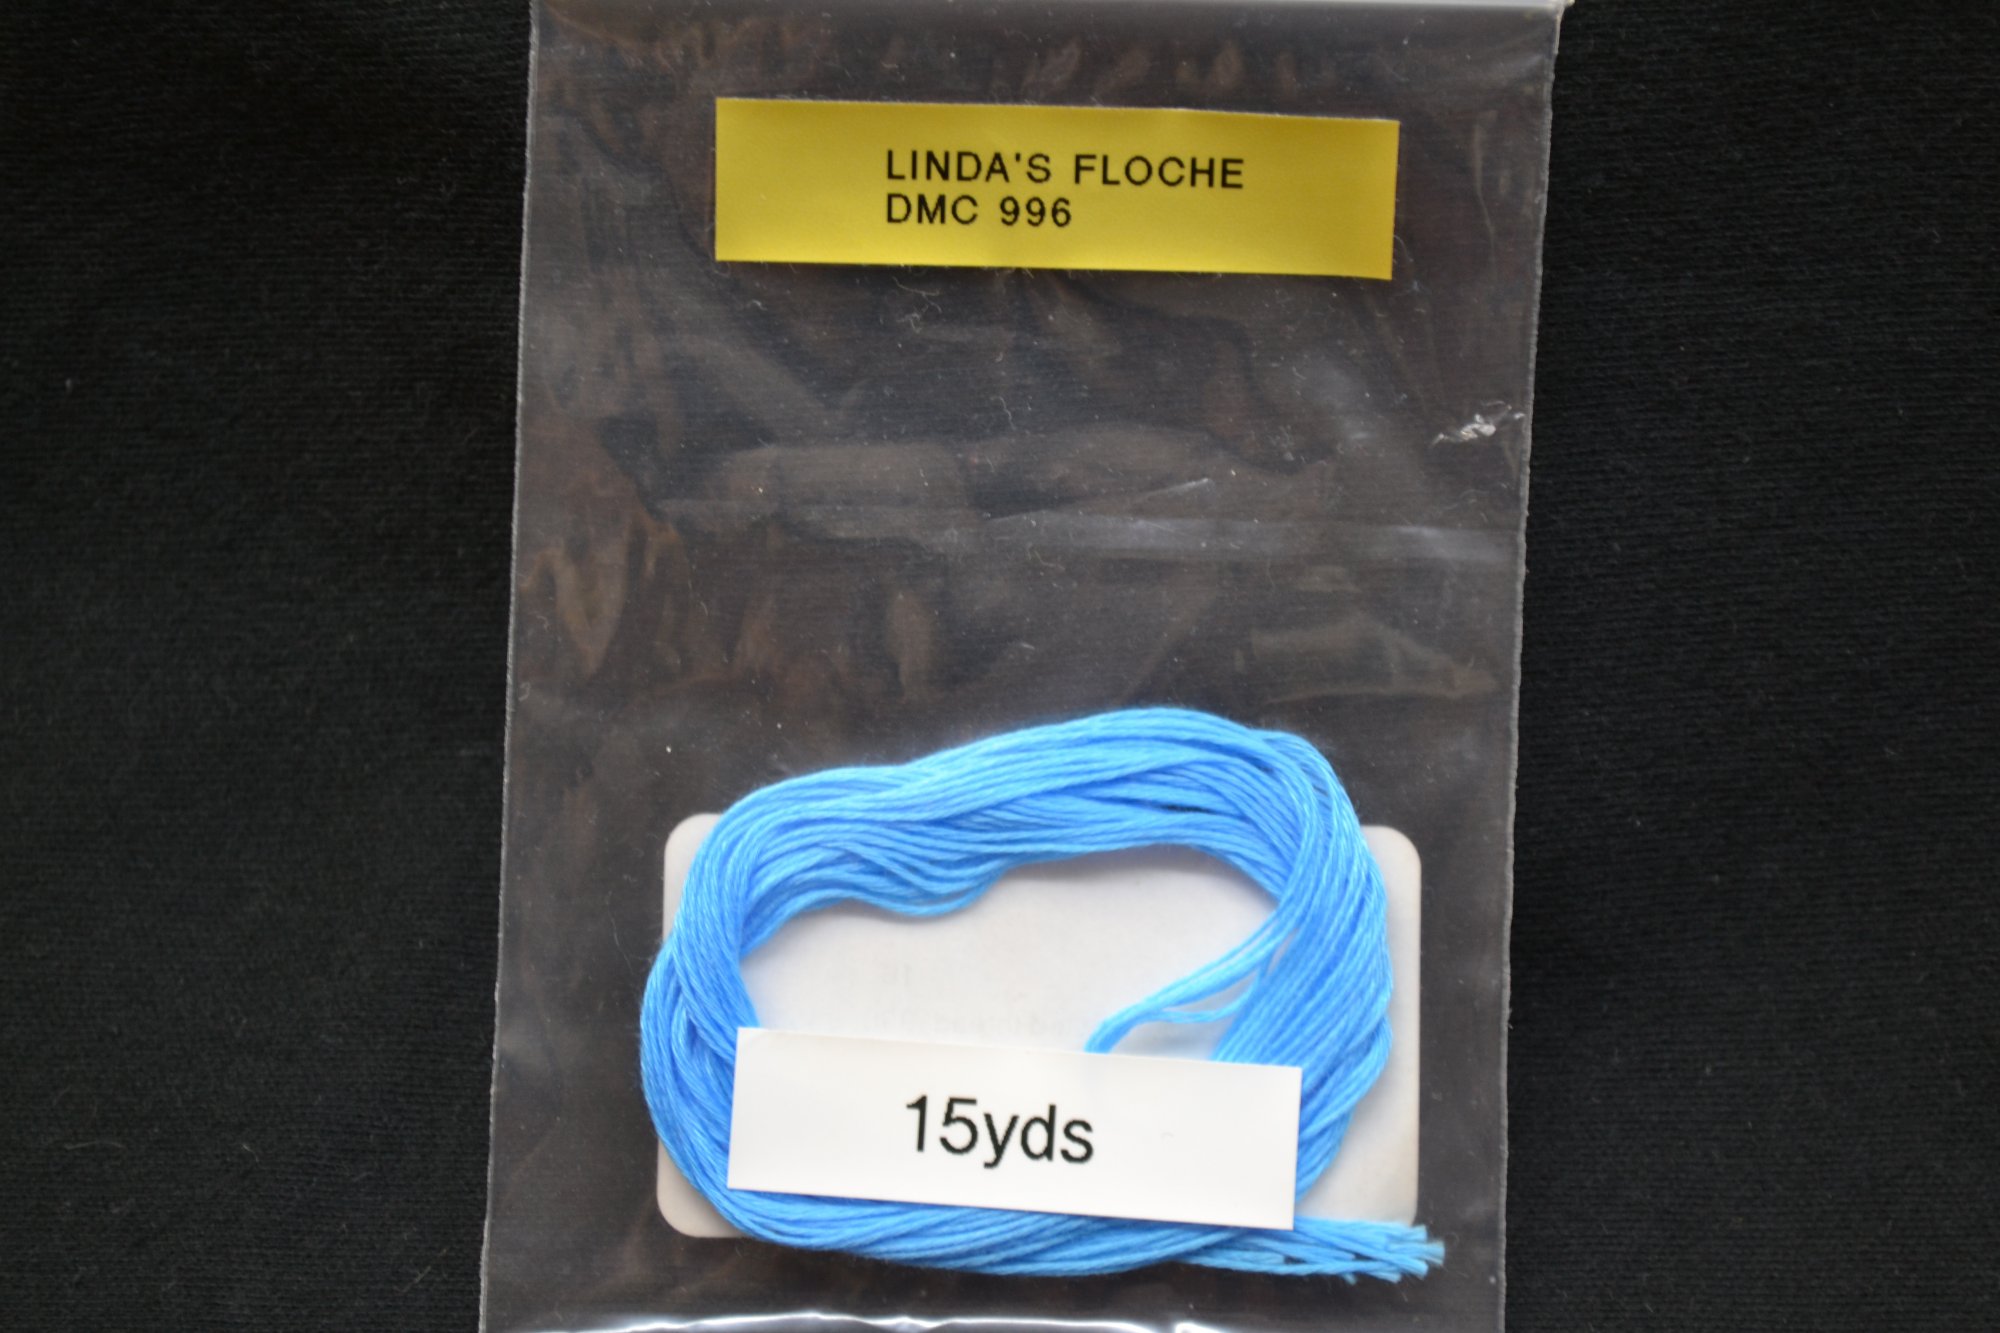 LINDA'S FLOCHE
DMC 996
15yds